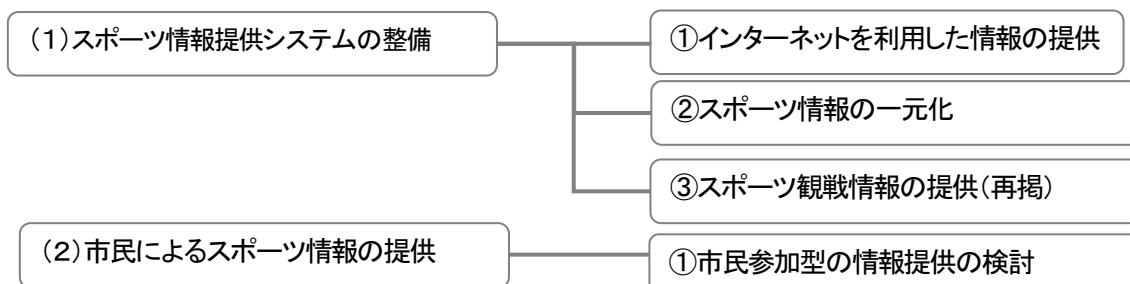 （１）スポーツ情報提供システムの整備
①インターネットを利用した情報の提供
②スポーツ情報の一元化
③スポーツ観戦情報の提供（再掲）
（２）市民によるスポーツ情報の提供
①市民参加型の情報提供の検討